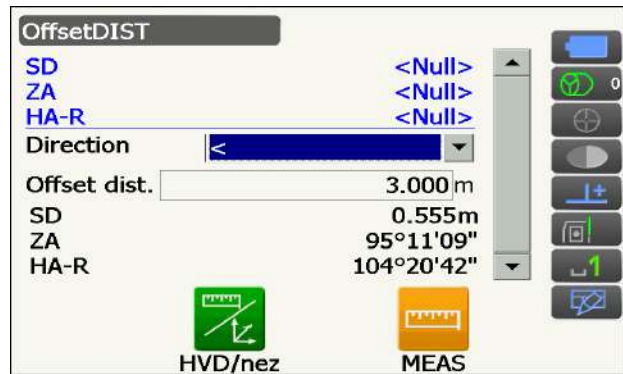 OffsetDIST
SD <Null>
ZA <Null>
HA-R <Null>
Direction <
Offset dist. 3.000 m
SD 0.555m
ZA 95°11'09"
HA-R 104°20'42"
HVD/nez MEAS
0
1